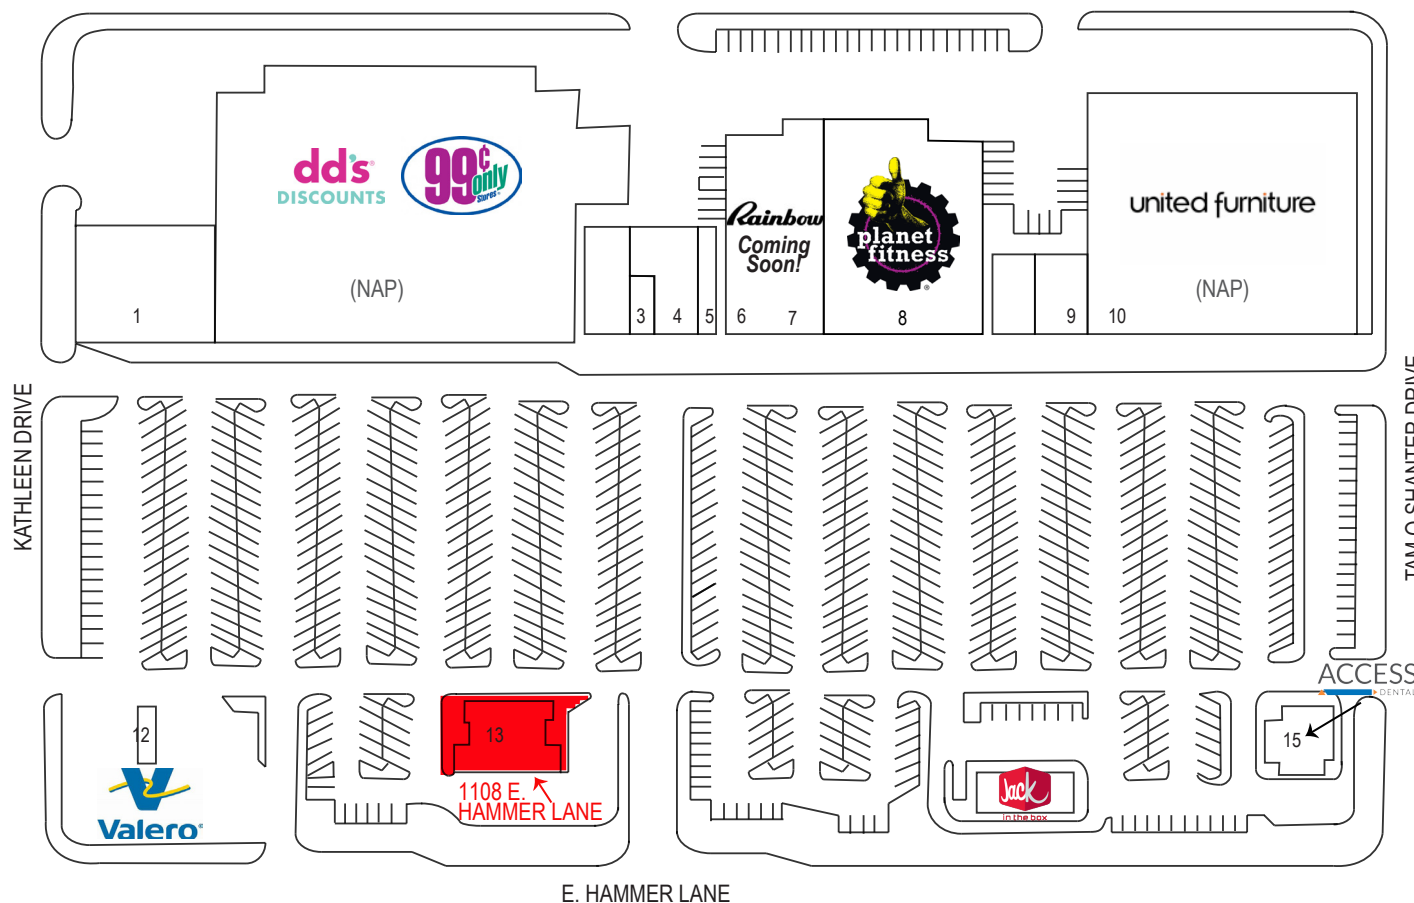 dd's
DISCOUNTS
99¢
only
Stores
Rainbow
Coming
Soon!
planet
fitness
united furniture
(NAP)
(NAP)
1
3
4
5
6
7
8
9
10
KATHLEEN DRIVE
TAM O SHANTER DRIVE
ACCESS
DENTAL
12
13
15
Valero
1108 E.
HAMMER LANE
Jack
in the box
E. HAMMER LANE